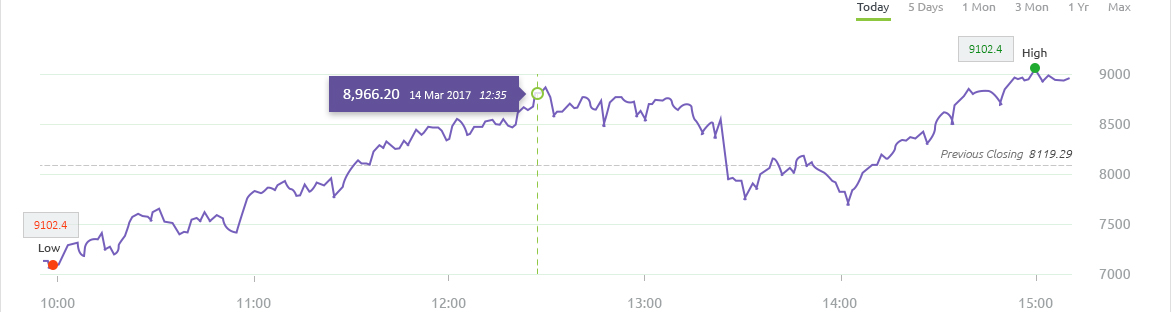 Today 5 Days 1 Mon 3 Mon 1 Yr Max
9102.4 High
9000
8,966.20 14 Mar 2017 12:35
8500
Previous Closing 8119.29
8000
9102.4
7500
Low
7000
10:00 11:00 12:00 13:00 14:00 15:00